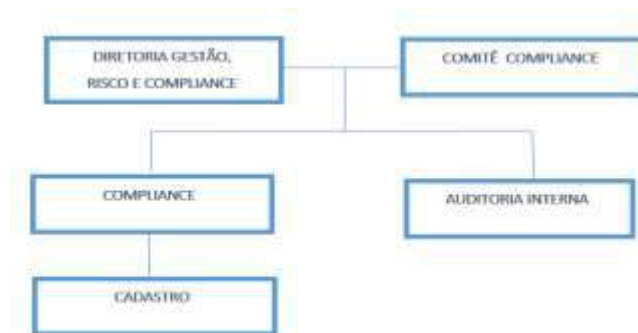 DIRETORIA GESTÃO,
RISCO E COMPLIANCE
COMITÊ COMPLIANCE
COMPLIANCE
AUDITORIA INTERNA
CADASTRO